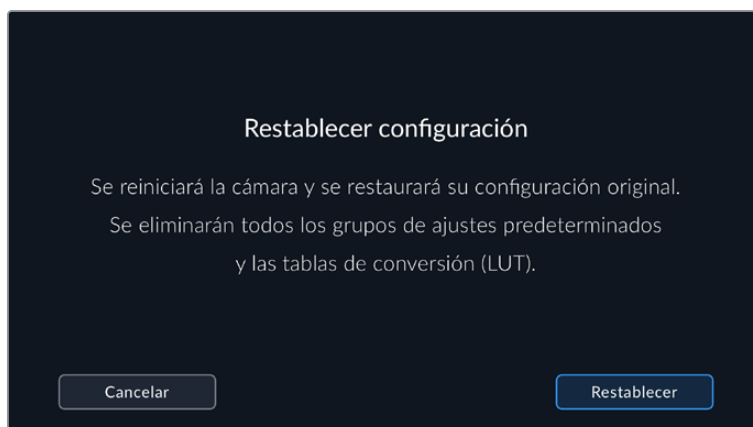 Restablecer configuración
Se reiniciará la cámara y se restaurará su configuración original.
Se eliminarán todos los grupos de ajustes predeterminados
y las tablas de conversión (LUT).
Cancelar
Restablecer